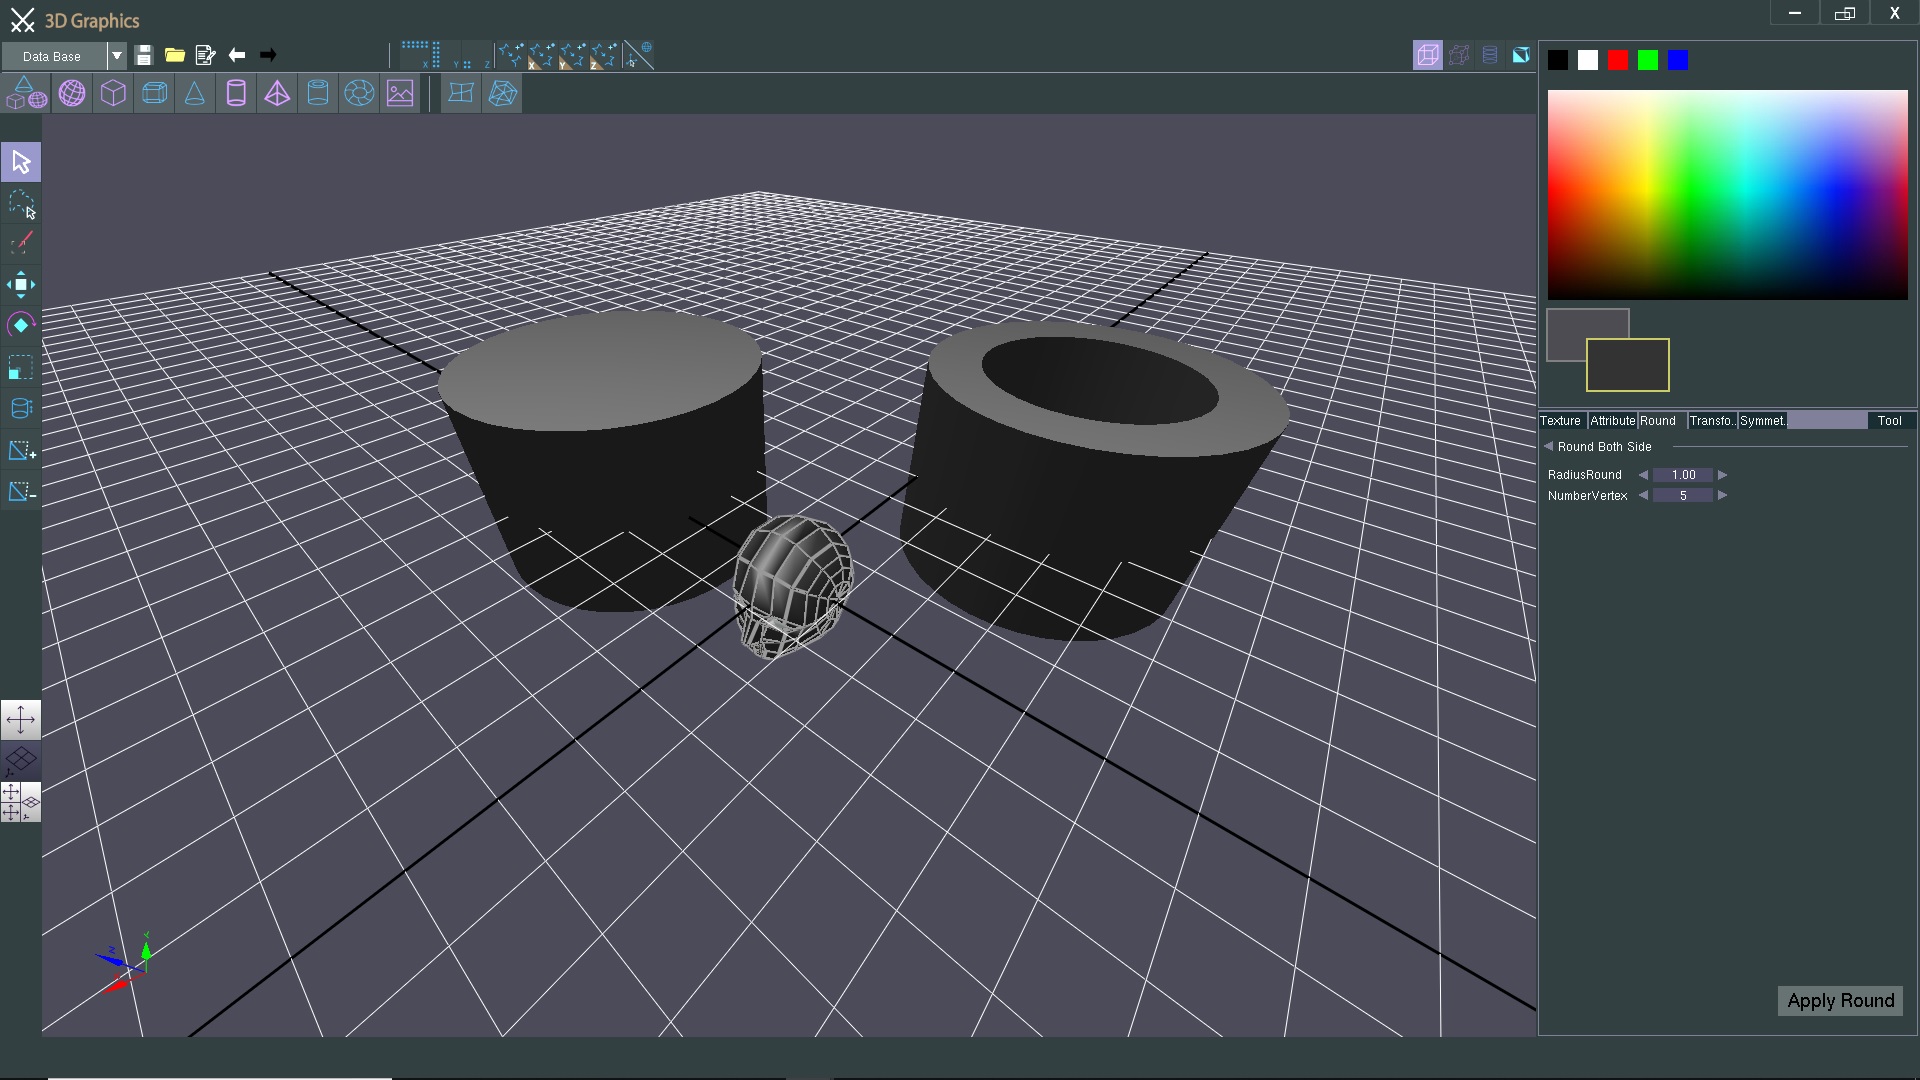 3D Graphics
X
Data Base
X Y Z X Y Z
Texture Attribute Round Transfo.. Symmet.. Tool
Round Both Side
RadiusRound 1.00
NumberVertex 5
Apply Round
Y
Z